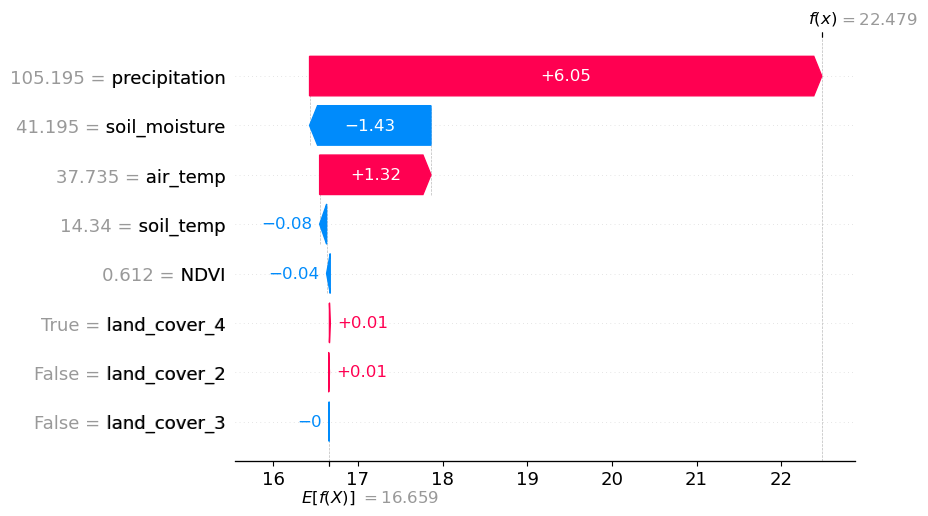 f(x) = 22.479
105.195 = precipitation
+6.05
41.195 = soil_moisture
−1.43
37.735 = air_temp
+1.32
14.34 = soil_temp
−0.08
0.612 = NDVI
−0.04
True = land_cover_4
+0.01
False = land_cover_2
+0.01
False = land_cover_3
−0
16 17 18 19 20 21 22
E[f(X)] = 16.659